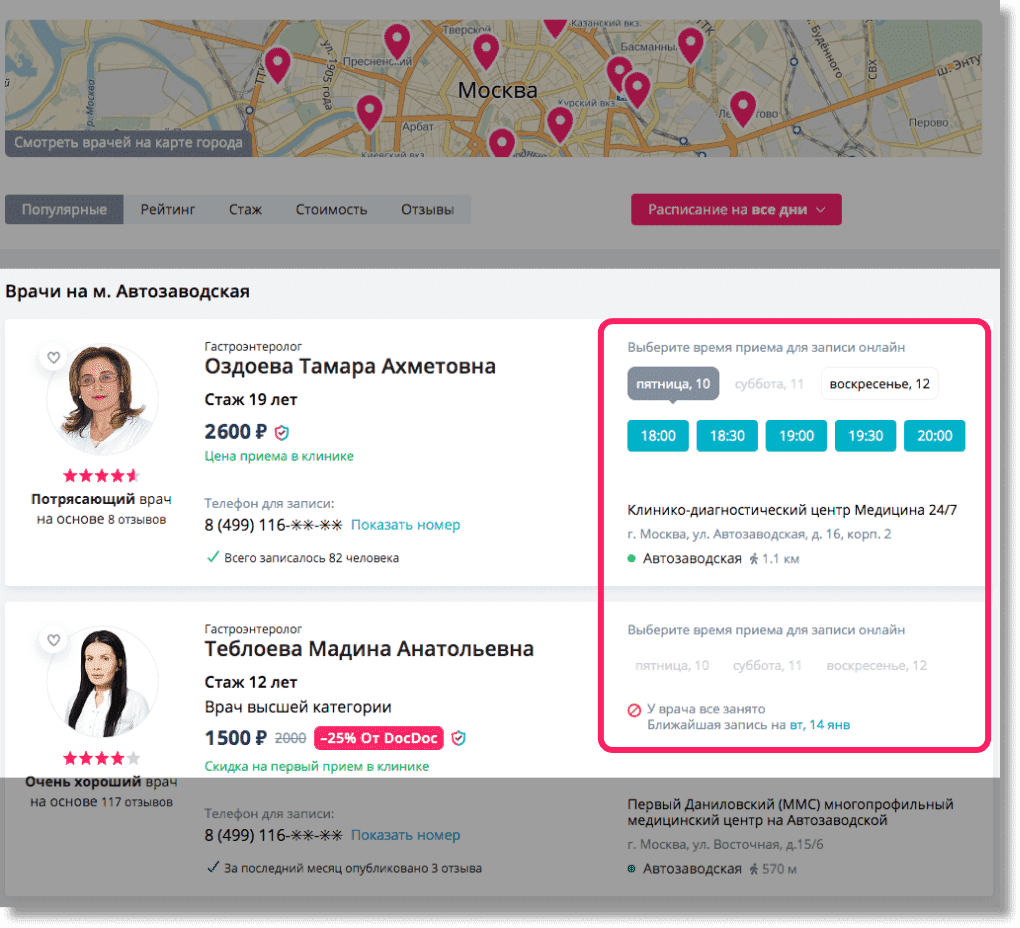 Тверской
Казанский вкз.
Пресненский
Басманны
ул. 1905 года
Москва
р. Москва
Будённого
СВХ
ш. Энту
Курский вкз.
Арбат
Перово
Киевский вкз.
Смотреть врачей на карте города
Популярные
Рейтинг
Стаж
Стоимость
Отзывы
Расписание на все дни
Врачи на м. Автозаводская
Гастроэнтеролог
Оздоева Тамара Ахметовна
Стаж 19 лет
2600 ₽
Цена приема в клинике
Потрясающий врач
на основе 8 отзывов
Телефон для записи:
8 (499) 116-✳✳-✳✳ Показать номер
Всего записалось 82 человека
Выберите время приема для записи онлайн
пятница, 10
суббота, 11
воскресенье, 12
18:00
18:30
19:00
19:30
20:00
Клинико-диагностический центр Медицина 24/7
г. Москва, ул. Автозаводская, д. 16, корп. 2
Автозаводская 1.1 км
Гастроэнтеролог
Теблоева Мадина Анатольевна
Стаж 12 лет
Врач высшей категории
1500 ₽ 2000 –25% От DocDoc
Скидка на первый прием в клинике
Очень хороший врач
на основе 117 отзывов
Телефон для записи:
8 (499) 116-✳✳-✳✳ Показать номер
За последний месяц опубликовано 3 отзыва
Выберите время приема для записи онлайн
пятница, 10
суббота, 11
воскресенье, 12
У врача все занято
Ближайшая запись на вт, 14 янв
Первый Даниловский (ММС) многопрофильный
медицинский центр на Автозаводской
г. Москва, ул. Восточная, д.15/6
Автозаводская 570 м